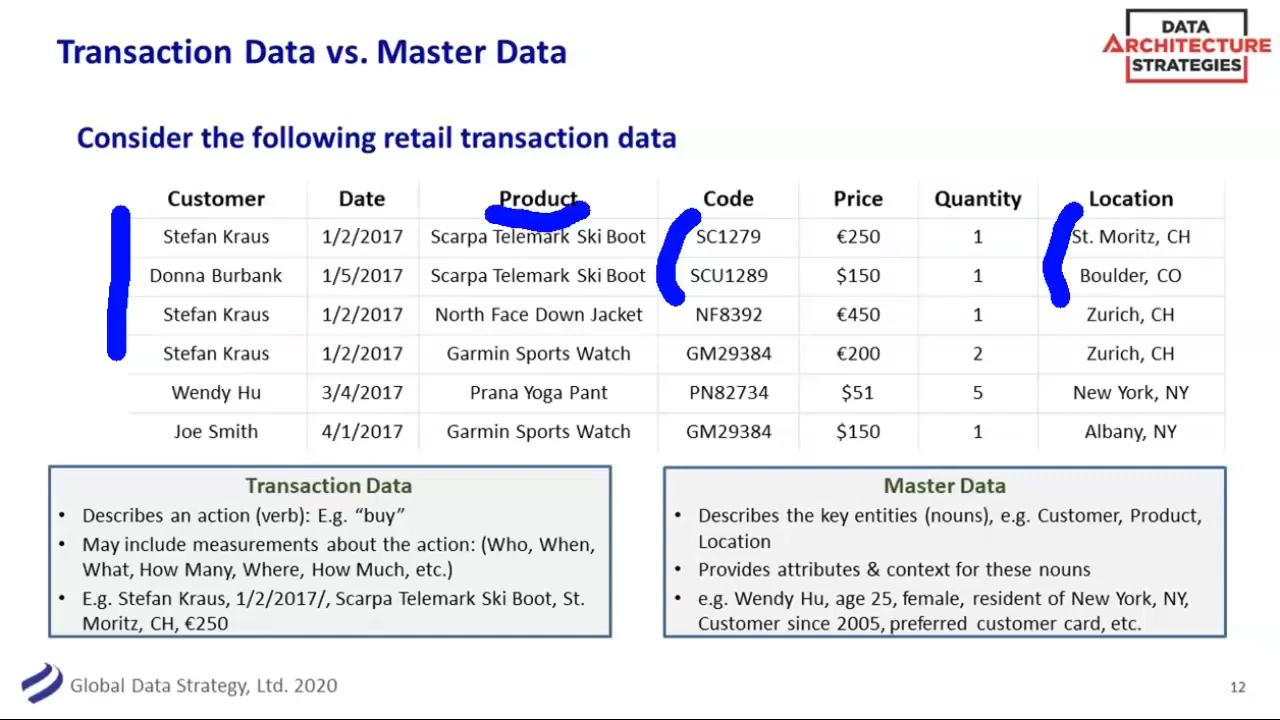 Transaction Data vs. Master Data
DATA
ARCHITECTURE
STRATEGIES
Consider the following retail transaction data
Customer Date Product Code Price Quantity Location
Stefan Kraus 1/2/2017 Scarpa Telemark Ski Boot SC1279 €250 1 St. Moritz, CH
Donna Burbank 1/5/2017 Scarpa Telemark Ski Boot SCU1289 $150 1 Boulder, CO
Stefan Kraus 1/2/2017 North Face Down Jacket NF8392 €450 1 Zurich, CH
Stefan Kraus 1/2/2017 Garmin Sports Watch GM29384 €200 2 Zurich, CH
Wendy Hu 3/4/2017 Prana Yoga Pant PN82734 $51 5 New York, NY
Joe Smith 4/1/2017 Garmin Sports Watch GM29384 $150 1 Albany, NY
Transaction Data
• Describes an action (verb): E.g. “buy”
• May include measurements about the action: (Who, When,
What, How Many, Where, How Much, etc.)
• E.g. Stefan Kraus, 1/2/2017/, Scarpa Telemark Ski Boot, St.
Moritz, CH, €250
Master Data
• Describes the key entities (nouns), e.g. Customer, Product,
Location
• Provides attributes & context for these nouns
• e.g. Wendy Hu, age 25, female, resident of New York, NY,
Customer since 2005, preferred customer card, etc.
Global Data Strategy, Ltd. 2020
12